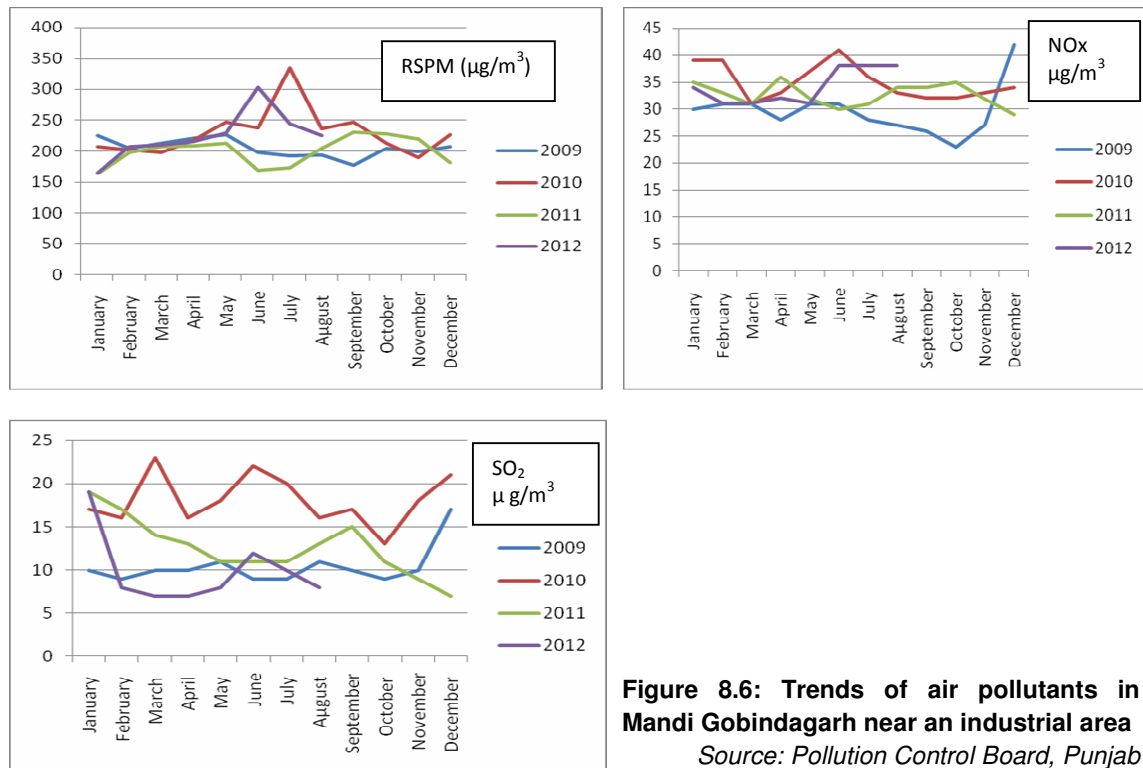 400
350
300
250
200
150
100
50
0
RSPM (µg/m³)
2009
2010
2011
2012
January
February
March
April
May
June
July
Aµgust
September
October
November
December
45
40
35
30
25
20
15
10
5
0
NOx
µg/m³
2009
2010
2011
2012
January
February
March
April
May
June
July
Aµgust
September
October
November
December
25
20
15
10
5
0
SO₂
µ g/m³
2009
2010
2011
2012
January
February
March
April
May
June
July
August
September
October
November
December
Figure 8.6: Trends of air pollutants in
Mandi Gobindagarh near an industrial area
Source: Pollution Control Board, Punjab